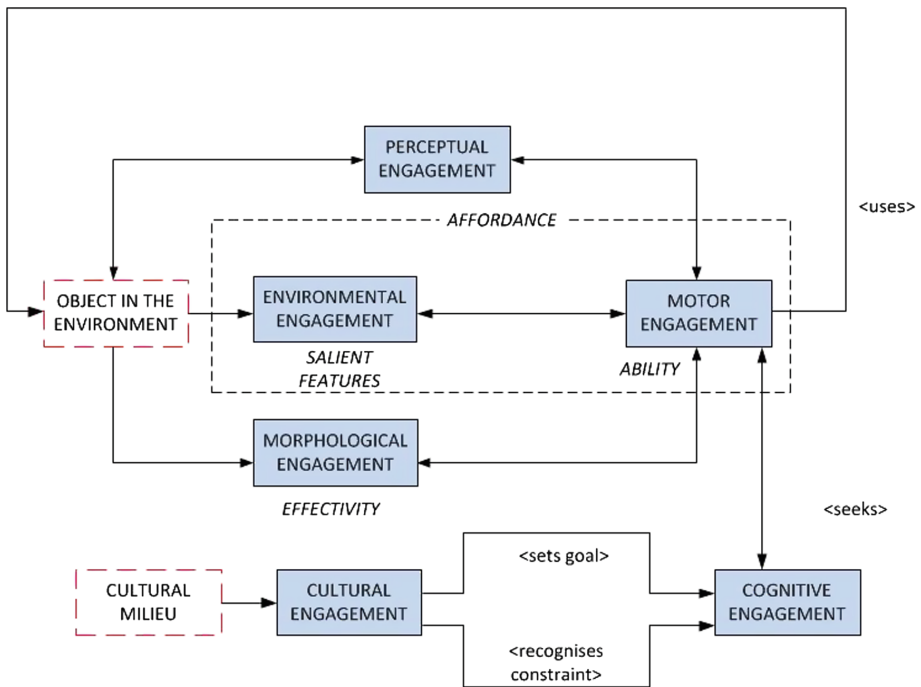 PERCEPTUAL
ENGAGEMENT
<uses>
AFFORDANCE
OBJECT IN THE
ENVIRONMENT
ENVIRONMENTAL
ENGAGEMENT
MOTOR
ENGAGEMENT
SALIENT
FEATURES
ABILITY
MORPHOLOGICAL
ENGAGEMENT
EFFECTIVITY
<seeks>
<sets goal>
CULTURAL
MILIEU
CULTURAL
ENGAGEMENT
COGNITIVE
ENGAGEMENT
<recognises
constraint>